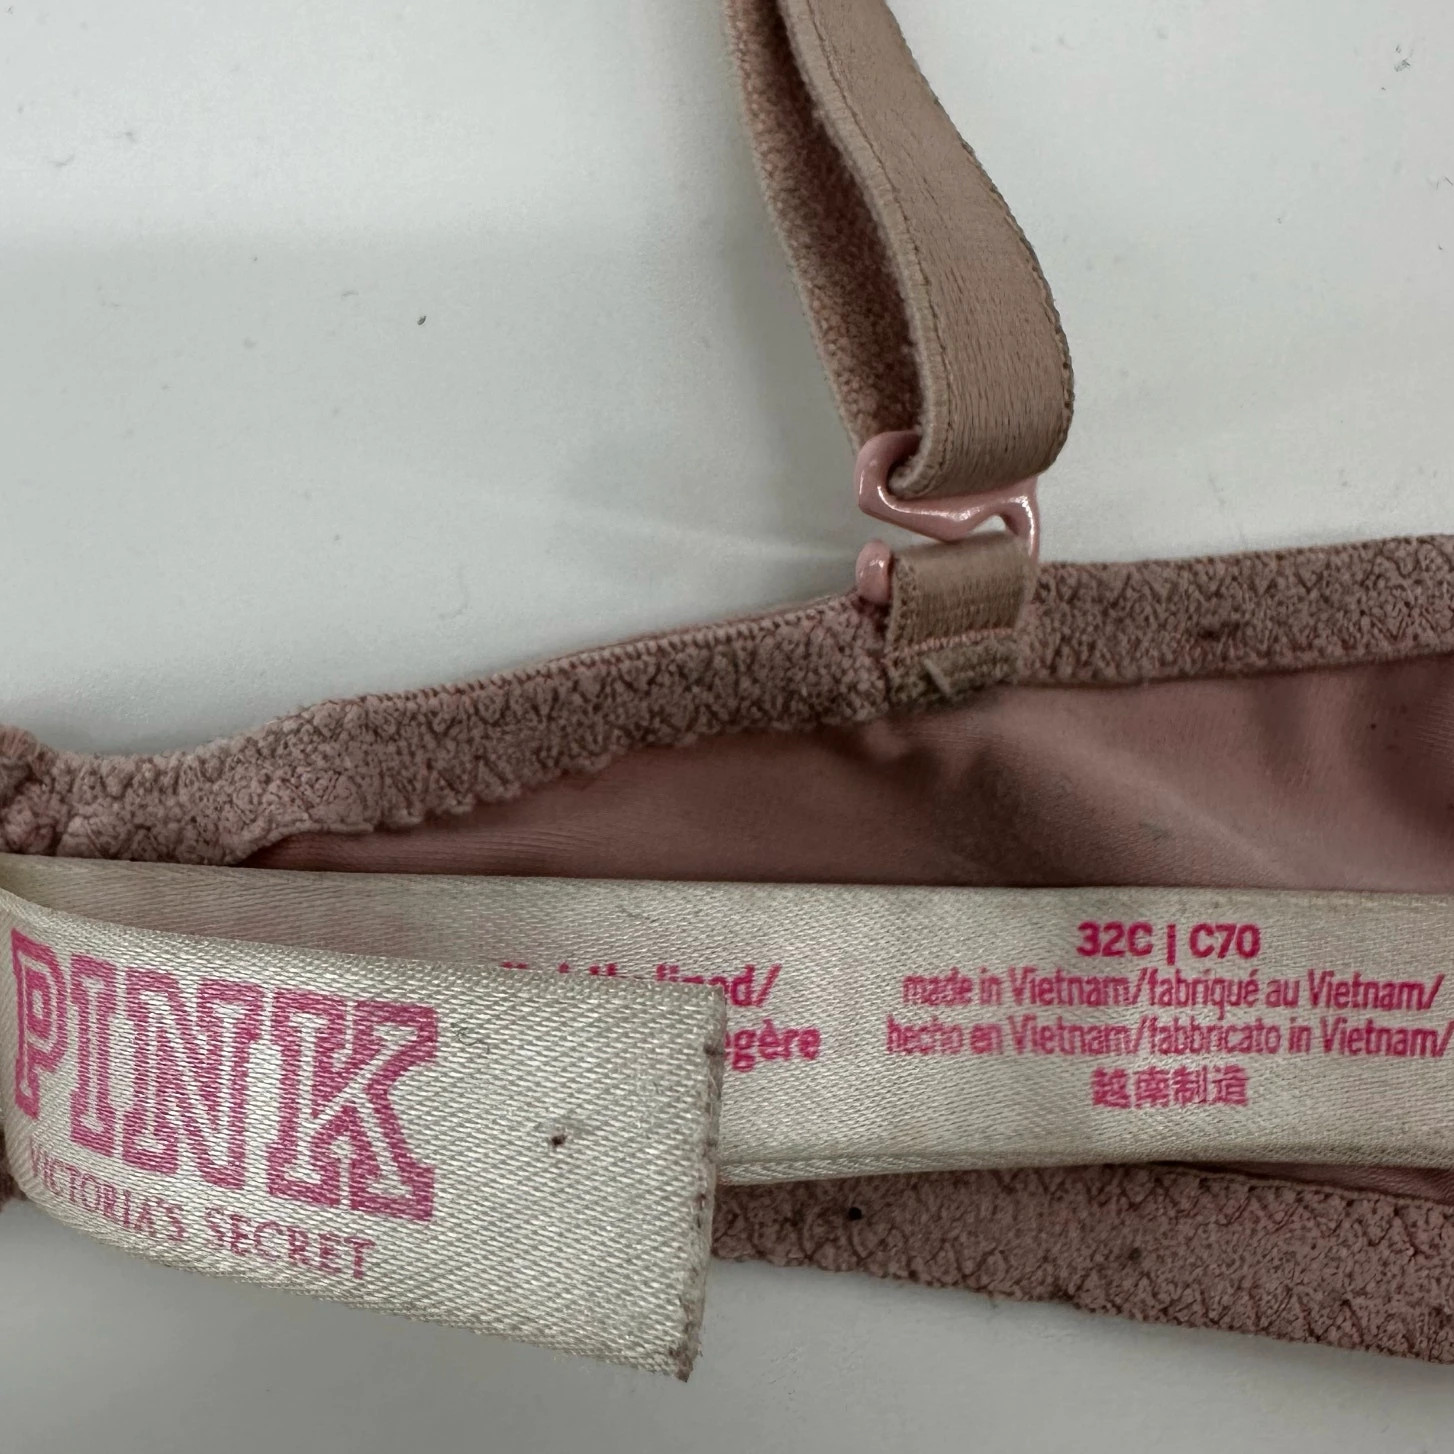 PINK
VICTORIA'S SECRET
32C | C70
made in Vietnam/fabriqué au Vietnam/
hecho en Vietnam/fabbricato in Vietnam/
越南制造